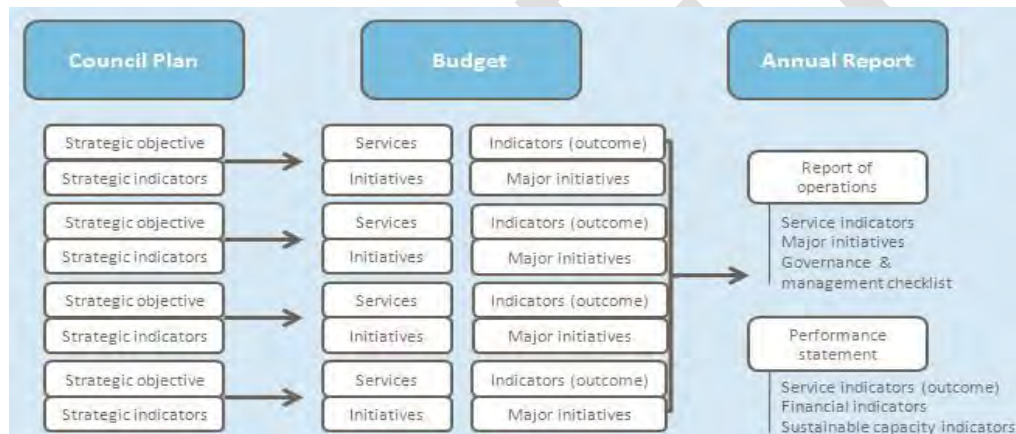 Council Plan
Budget
Annual Report
Strategic objective
Strategic indicators
Services
Initiatives
Indicators (outcome)
Major initiatives
Strategic objective
Strategic indicators
Services
Initiatives
Indicators (outcome)
Major initiatives
Strategic objective
Strategic indicators
Services
Initiatives
Indicators (outcome)
Major initiatives
Strategic objective
Strategic indicators
Services
Initiatives
Indicators (outcome)
Major initiatives
Report of
operations
Service indicators
Major initiatives
Governance &
management checklist
Performance
statement
Service indicators (outcome)
Financial indicators
Sustainable capacity indicators